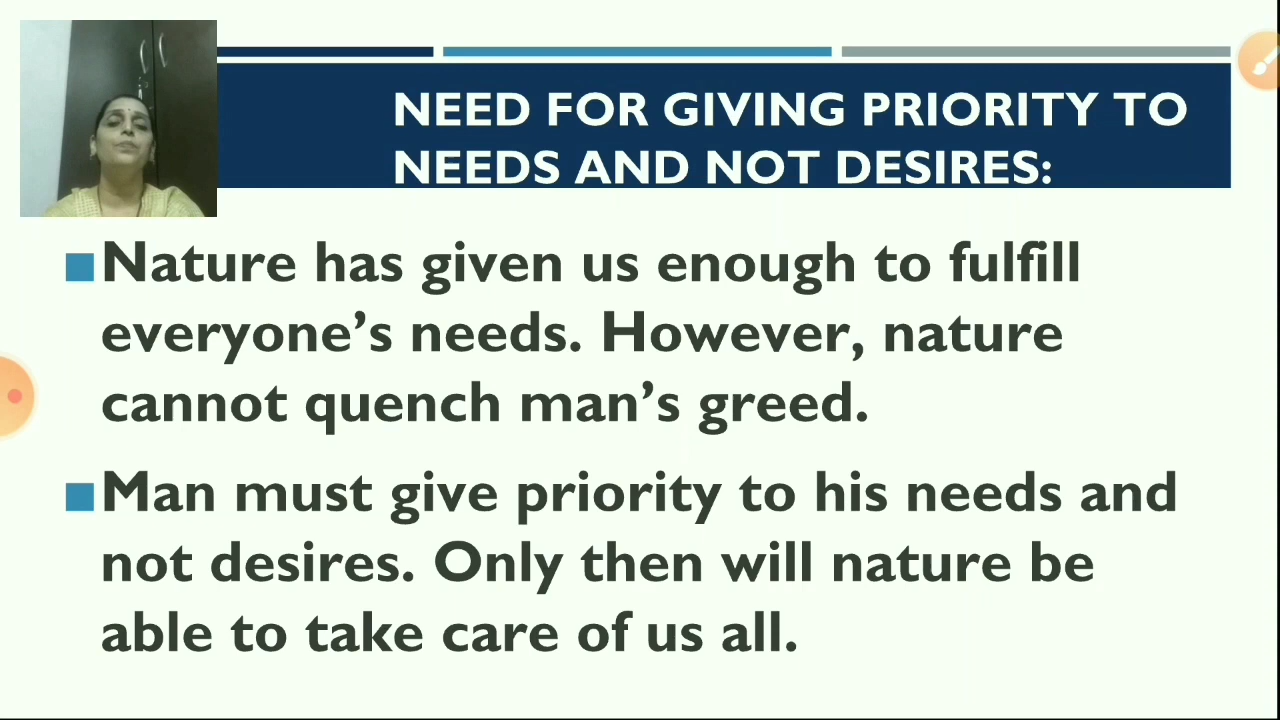 NEED FOR GIVING PRIORITY TO
NEEDS AND NOT DESIRES:
Nature has given us enough to fulfill
everyone’s needs. However, nature
cannot quench man’s greed.
Man must give priority to his needs and
not desires. Only then will nature be
able to take care of us all.